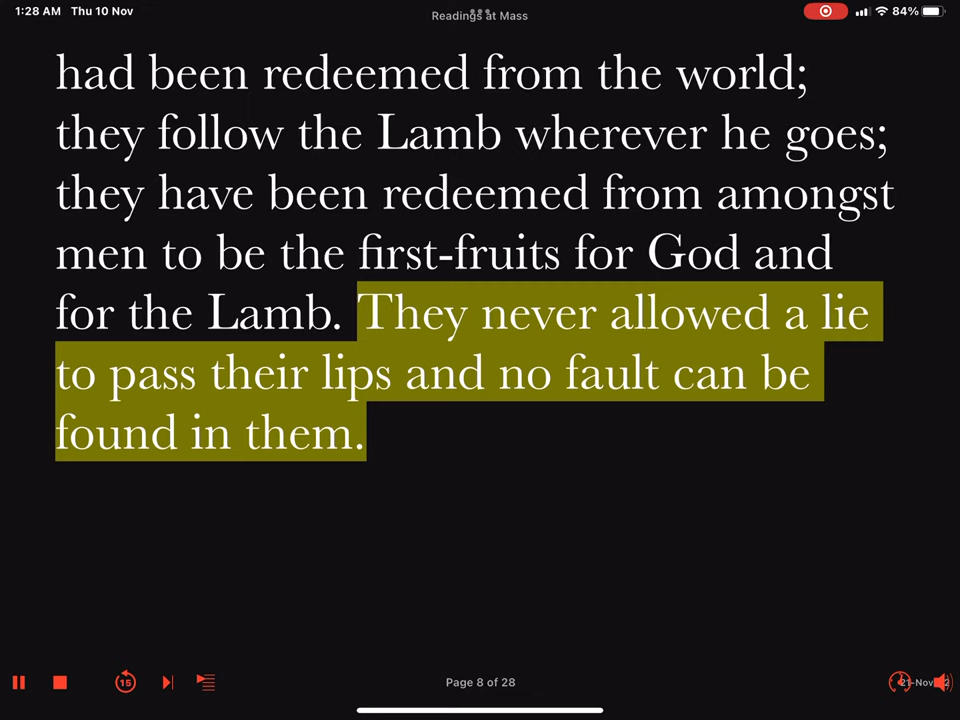 1:28 AM Thu 10 Nov
Readings at Mass
84%
had been redeemed from the world;
they follow the Lamb wherever he goes;
they have been redeemed from amongst
men to be the first-fruits for God and
for the Lamb. They never allowed a lie
to pass their lips and no fault can be
found in them.
15
Page 8 of 28